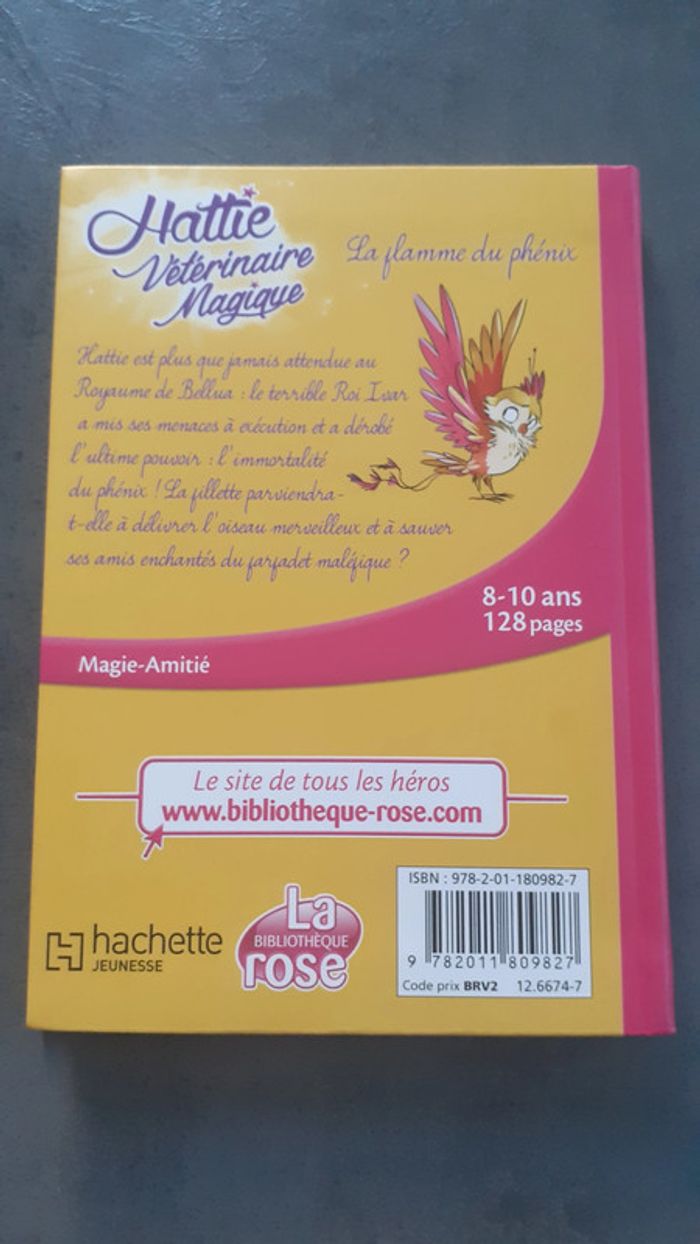 Hattie
Vétérinaire
Magique
La flamme du phénix
Hattie est plus que jamais attendue au
Royaume de Bellua : le terrible Roi Ivar
a mis ses menaces à exécution et a dérobé
l'ultime pouvoir : l'immortalité
du phénix ! La fillette parviendra-
t-elle à délivrer l'oiseau merveilleux et à sauver
ses amis enchantés du farfadet maléfique ?
8-10 ans
128 pages
Magie-Amitié
Le site de tous les héros
www.bibliotheque-rose.com
hachette
JEUNESSE
La
BIBLIOTHÈQUE
rose
ISBN : 978-2-01-180982-7
9 782011 809827
Code prix BRV2 12.6674-7